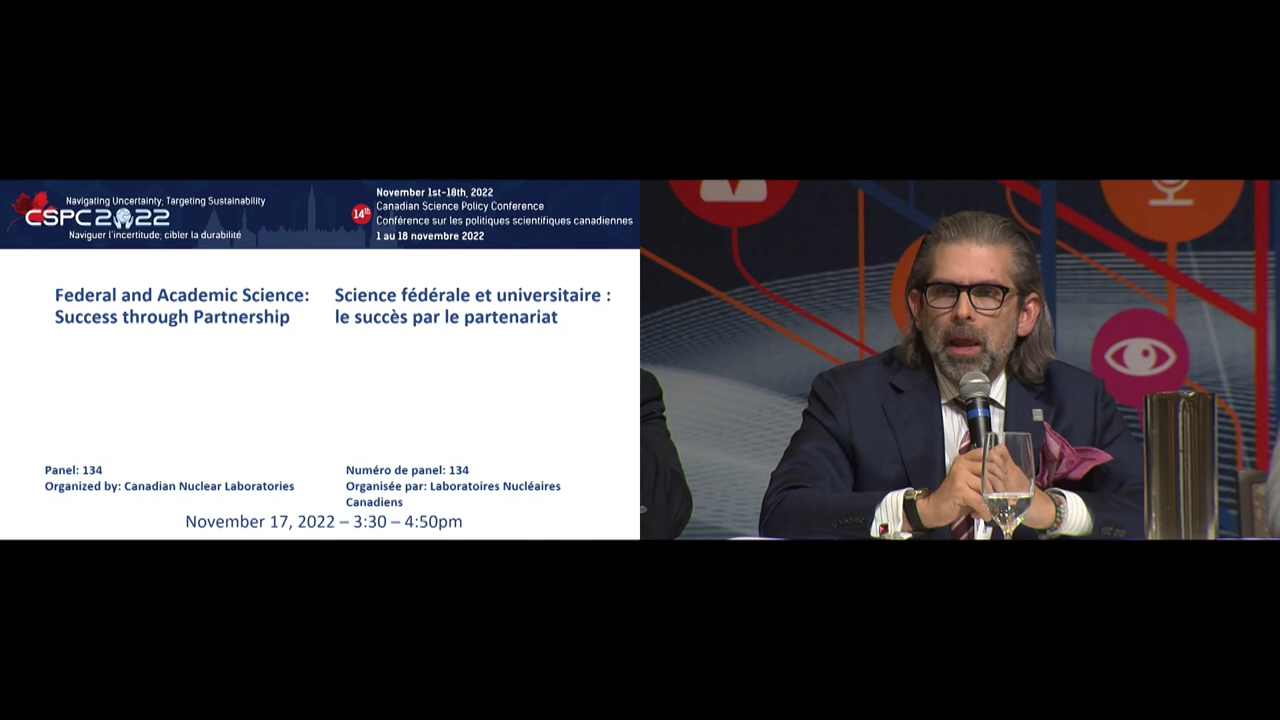 Navigating Uncertainty; Targeting Sustainability
CSPC2022
Naviguer l'incertitude; cibler la durabilité
14th
November 1st-18th, 2022
Canadian Science Policy Conference
Conférence sur les politiques scientifiques canadiennes
1 au 18 novembre 2022
Federal and Academic Science:
Success through Partnership
Science fédérale et universitaire :
le succès par le partenariat
Panel: 134
Organized by: Canadian Nuclear Laboratories
Numéro de panel: 134
Organisée par: Laboratoires Nucléaires
Canadiens
November 17, 2022 – 3:30 – 4:50pm